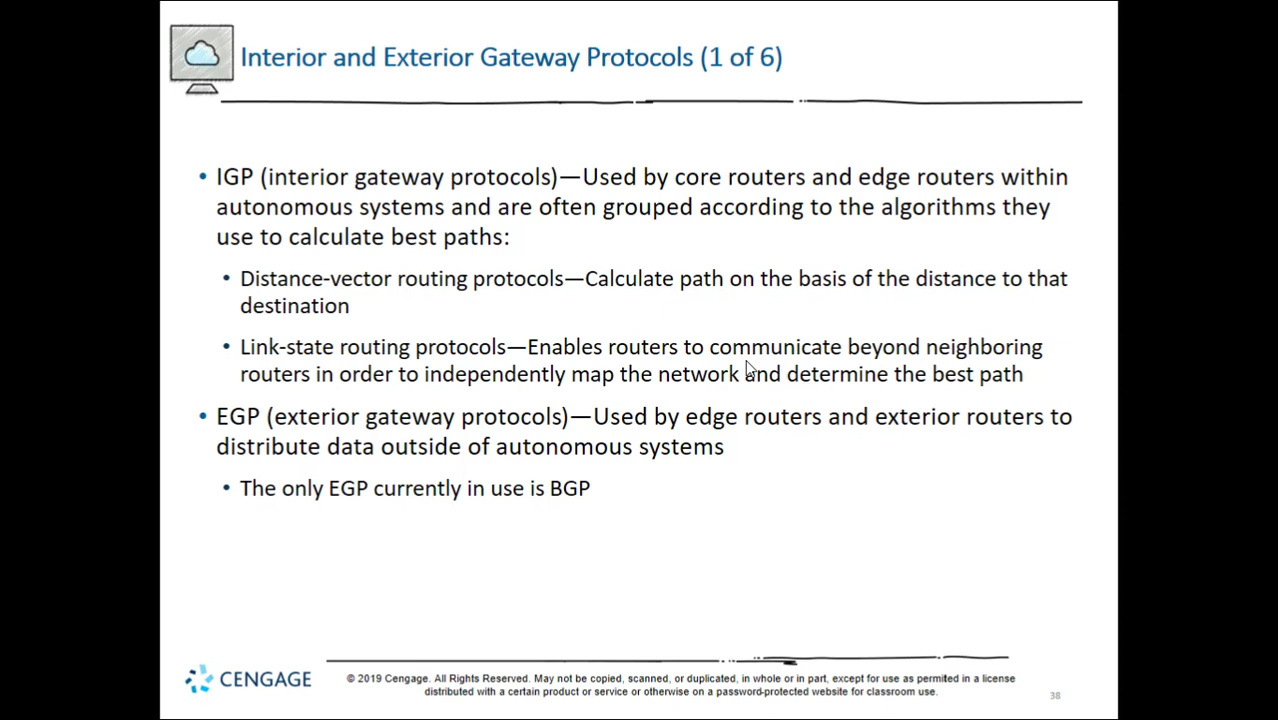 Interior and Exterior Gateway Protocols (1 of 6)
• IGP (interior gateway protocols)—Used by core routers and edge routers within
autonomous systems and are often grouped according to the algorithms they
use to calculate best paths:
• Distance-vector routing protocols—Calculate path on the basis of the distance to that
destination
• Link-state routing protocols—Enables routers to communicate beyond neighboring
routers in order to independently map the network and determine the best path
• EGP (exterior gateway protocols)—Used by edge routers and exterior routers to
distribute data outside of autonomous systems
• The only EGP currently in use is BGP
CENGAGE
© 2019 Cengage. All Rights Reserved. May not be copied, scanned, or duplicated, in whole or in part, except for use as permitted in a license
distributed with a certain product or service or otherwise on a password-protected website for classroom use.
38